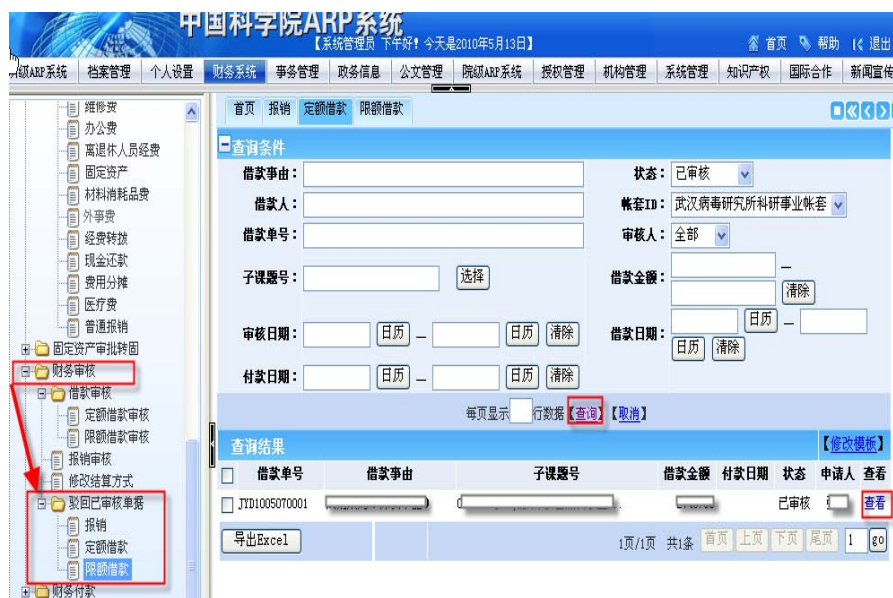 中国科学院ARP系统
【系统管理员 下午好！今天是2010年5月13日】
首页 帮助 退出
级ARP系统 档案管理 个人设置 财务系统 事务管理 政务信息 公文管理 院级ARP系统 授权管理 机构管理 系统管理 知识产权 国际合作 新闻宣传
维修费
办公费
离退休人员经费
固定资产
材料消耗品费
外事费
经费转拨
现金还款
费用分摊
医疗费
普通报销
固定资产审批转固
财务审核
借款审核
定额借款审核
限额借款审核
报销审核
修改结算方式
驳回已审核单据
报销
定额借款
限额借款
财务付款
首页 报销 定额借款 限额借款
查询条件
借款事由： 状态： 已审核
借款人： 帐套ID： 武汉病毒研究所科研事业帐套
借款单号： 审核人： 全部
子课题号： 选择 借款金额： — 清除
审核日期： 日历 — 日历 清除 借款日期： 日历 — 日历 清除
付款日期： 日历 — 日历 清除
每页显示 行数据【查询】【取消】
查询结果 【修改模板】
借款单号 借款事由 子课题号 借款金额 付款日期 状态 申请人 查看
JYD1005070001 已审核 查看
导出Excel 1页/1页 共1条 首页 上页 下页 尾页 1 go